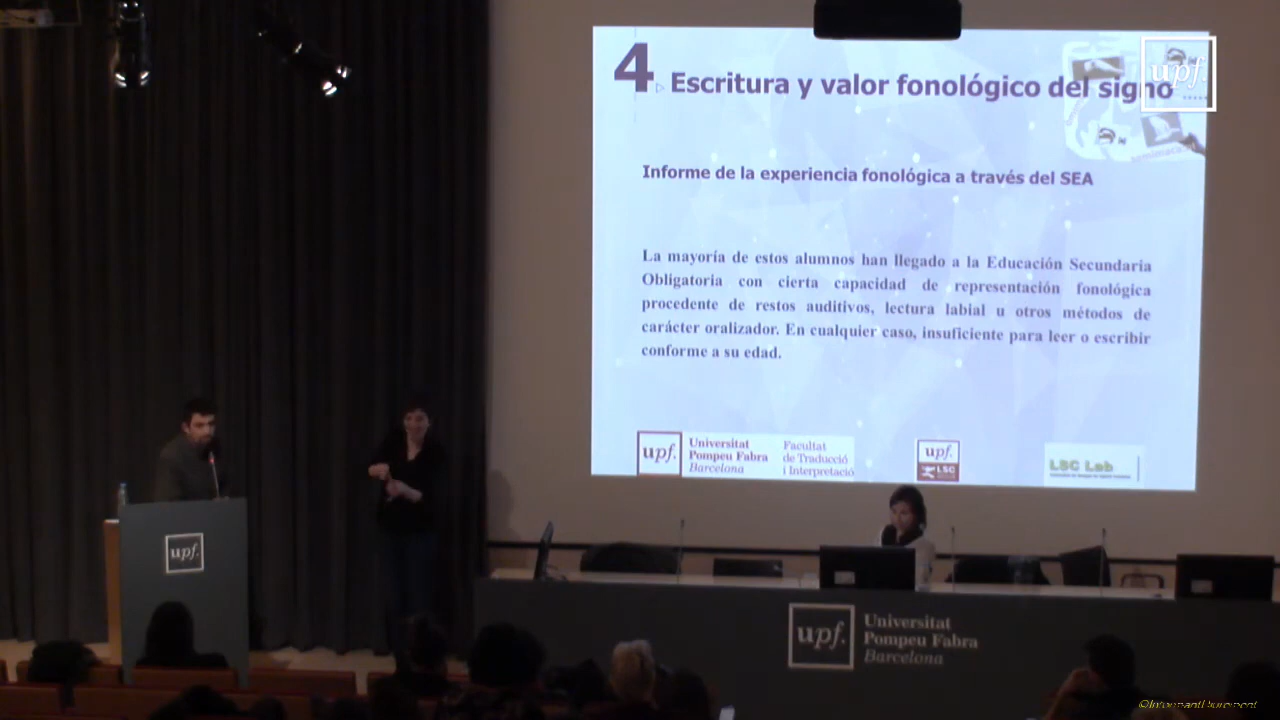 4 Escritura y valor fonológico del signo
upf.
Informe de la experiencia fonológica a través del SEA
La mayoría de estos alumnos han llegado a la Educación Secundaria
Obligatoria con cierta capacidad de representación fonológica
procedente de restos auditivos, lectura labial u otros métodos de
carácter oralizador. En cualquier caso, insuficiente para leer o escribir
conforme a su edad.
upf.
Universitat
Pompeu Fabra
Barcelona
Facultat
de Traducció
i Interpretació
upf.
LSC
LSC Lab
upf.
upf.
Universitat
Pompeu Fabra
Barcelona